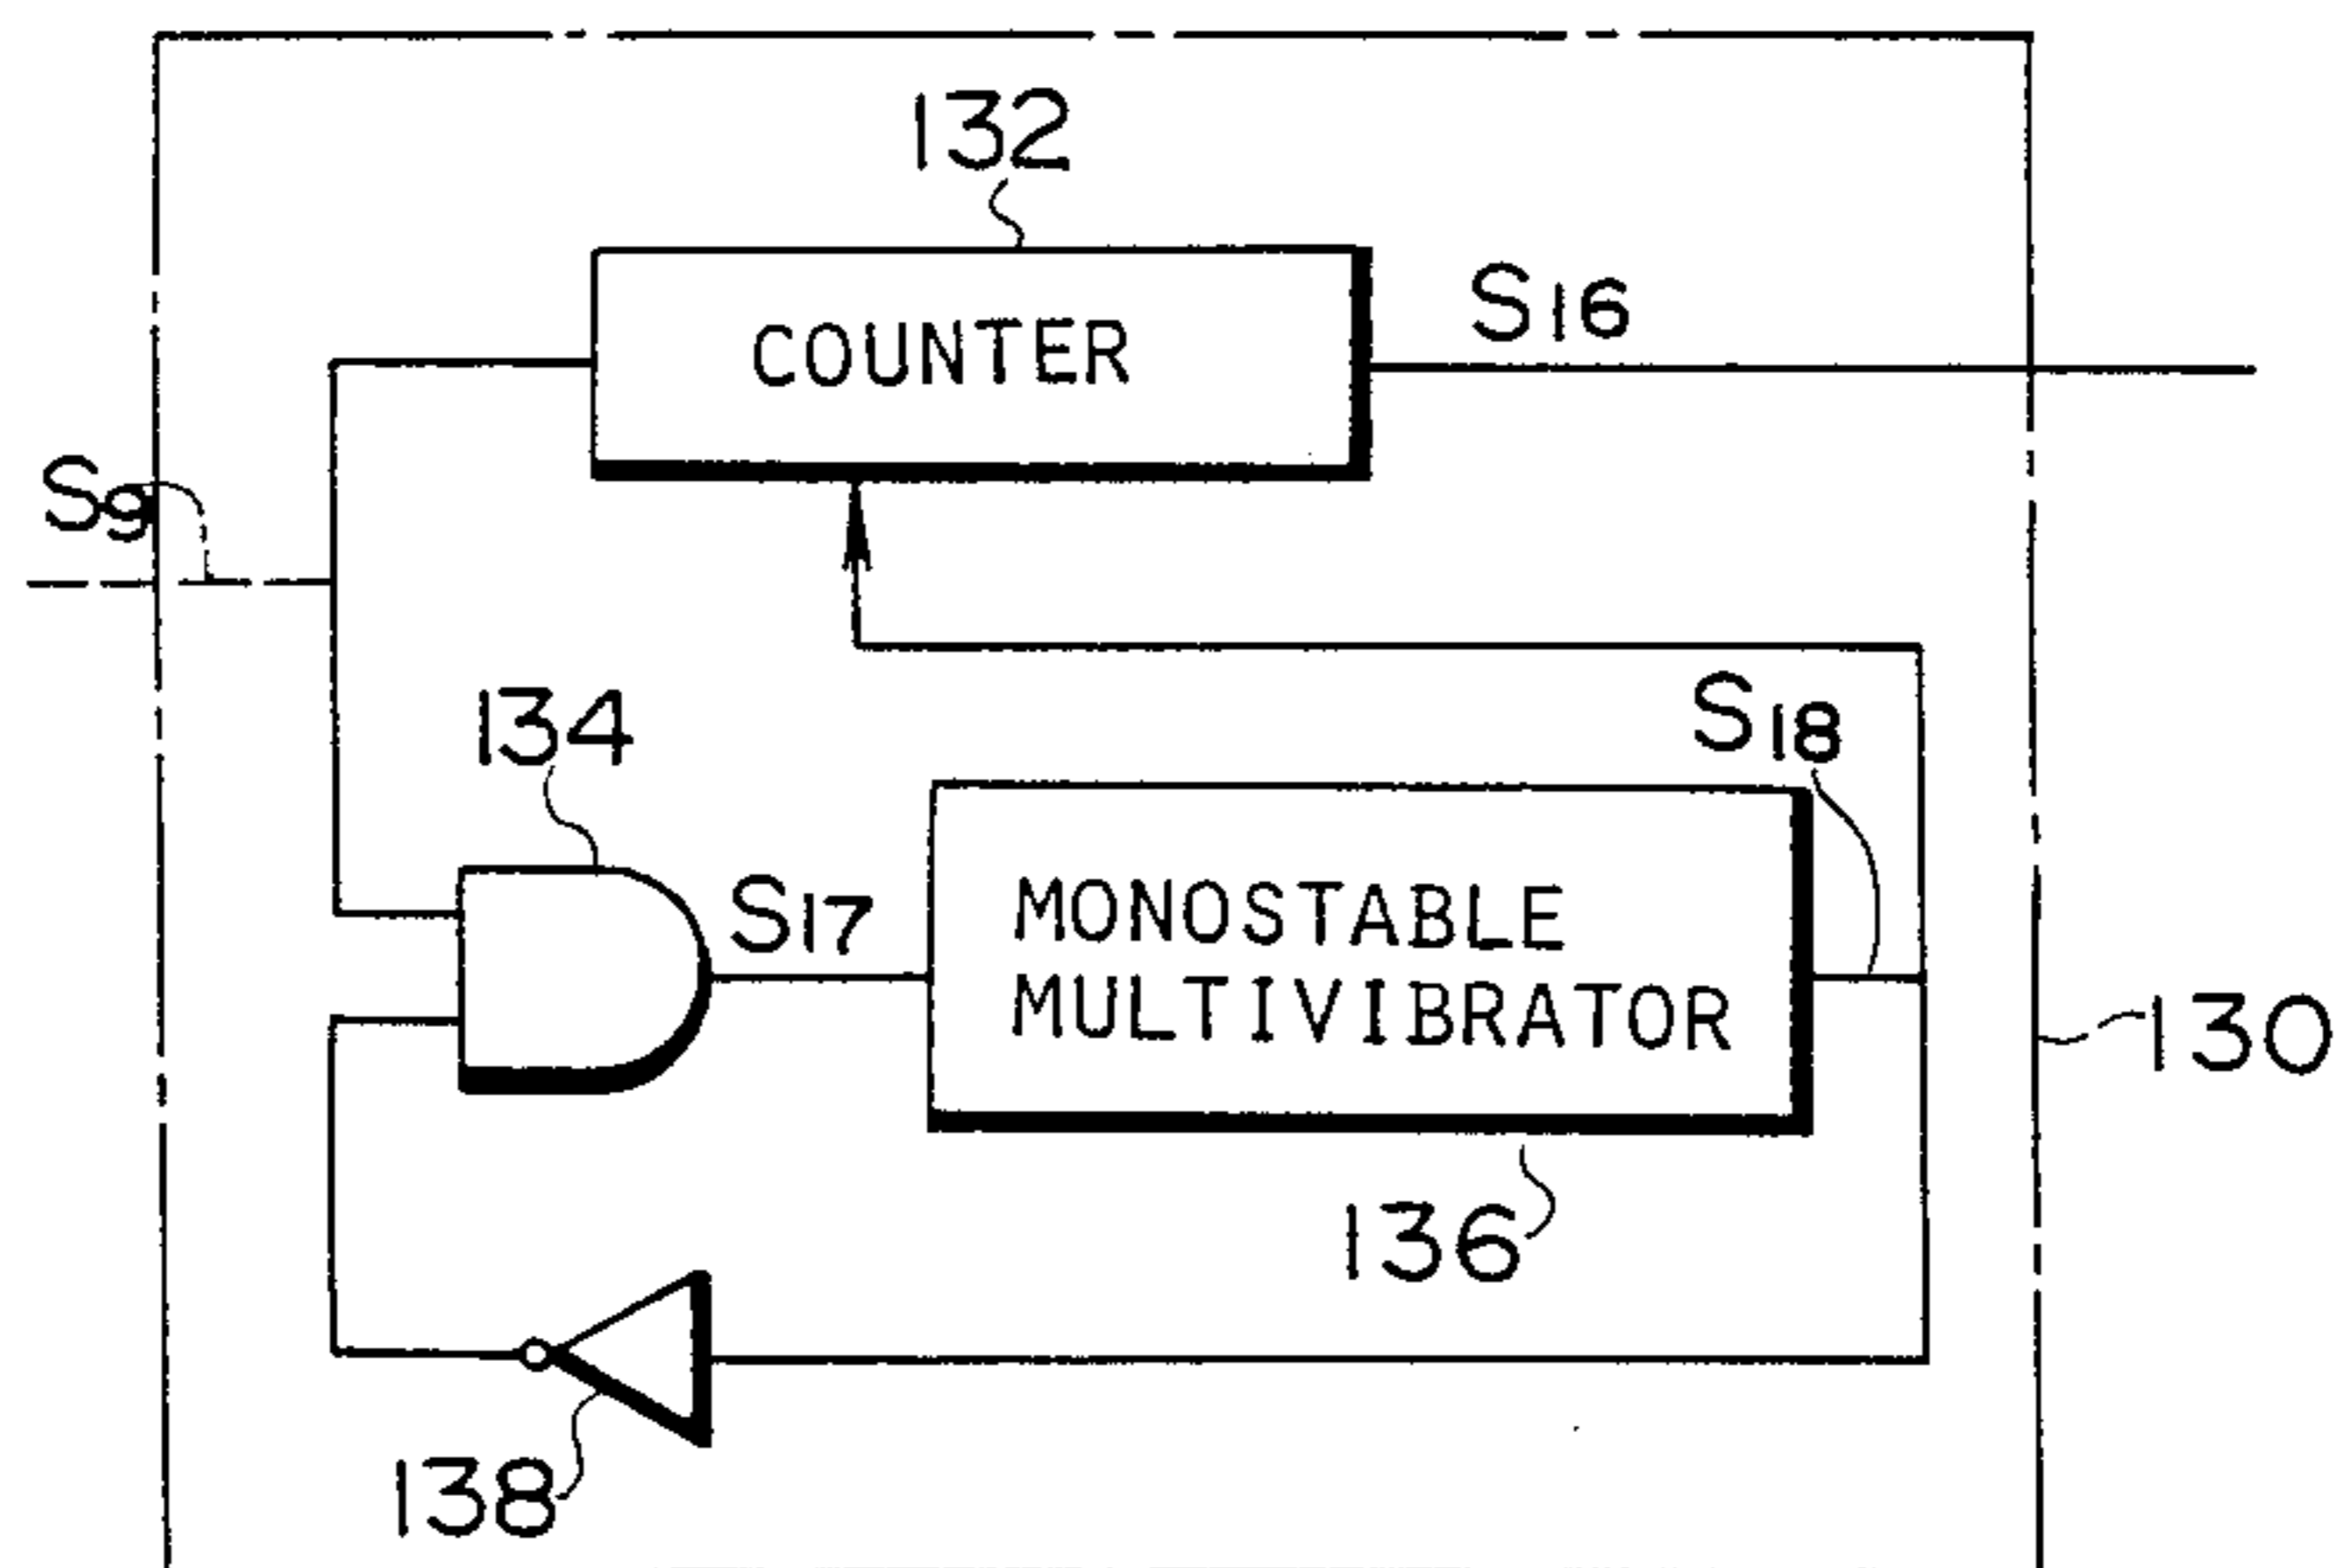 132
COUNTER
S16
S9
134
S18
S17
MONOSTABLE
MULTIVIBRATOR
130
136
138